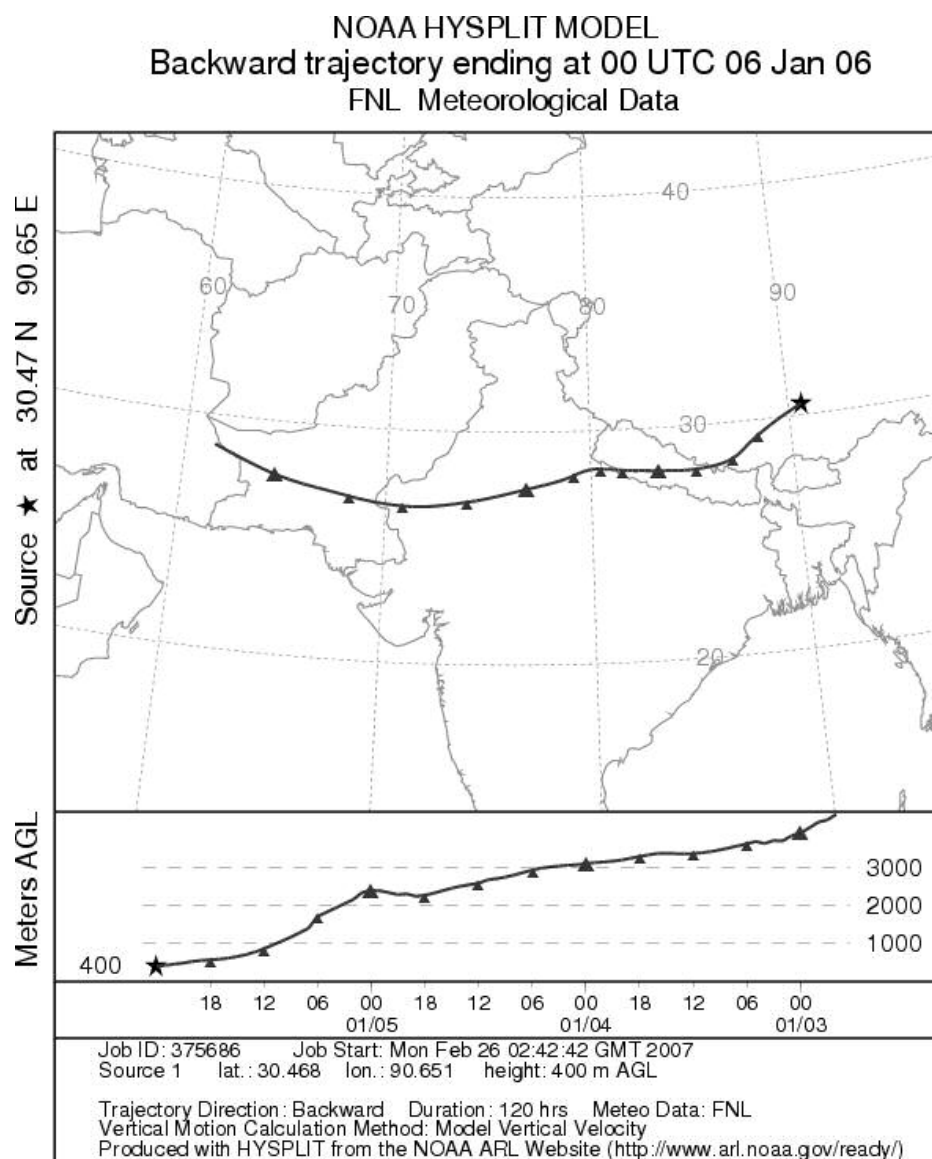 NOAA HYSPLIT MODEL
Backward trajectory ending at 00 UTC 06 Jan 06
FNL Meteorological Data
Source ★ at 30.47 N 90.65 E
40
60
70
80
90
30
20
Meters AGL
3000
2000
1000
400
18 12 06 00 18 12 06 00 18 12 06 00
01/05 01/04 01/03
Job ID: 375686 Job Start: Mon Feb 26 02:42:42 GMT 2007
Source 1 lat.: 30.468 lon.: 90.651 height: 400 m AGL
Trajectory Direction: Backward Duration: 120 hrs Meteo Data: FNL
Vertical Motion Calculation Method: Model Vertical Velocity
Produced with HYSPLIT from the NOAA ARL Website (http://www.arl.noaa.gov/ready/)